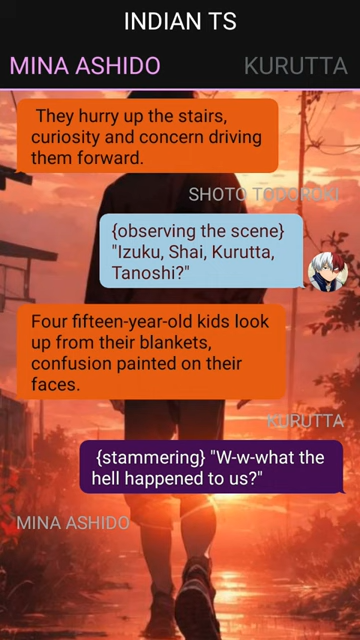 INDIAN TS
MINA ASHIDO KURUTTA
They hurry up the stairs,
curiosity and concern driving
them forward.
SHOTO TODOROKI
{observing the scene}
"Izuku, Shai, Kurutta,
Tanoshi?"
Four fifteen-year-old kids look
up from their blankets,
confusion painted on their
faces.
KURUTTA
{stammering} "W-w-what the
hell happened to us?"
MINA ASHIDO